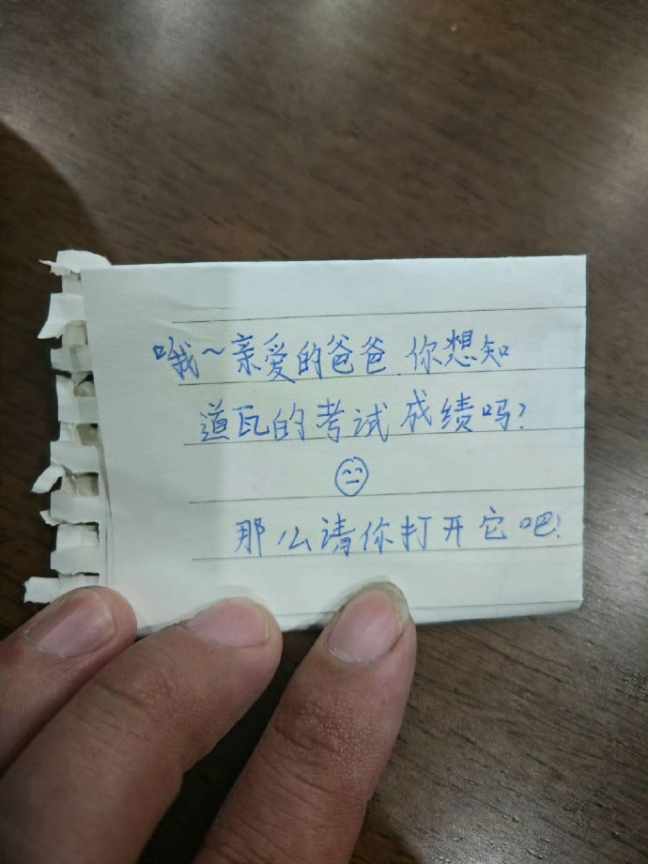 哦～亲爱的爸爸.你想知
道瓦的考试成绩吗?
那么请你打开它吧!